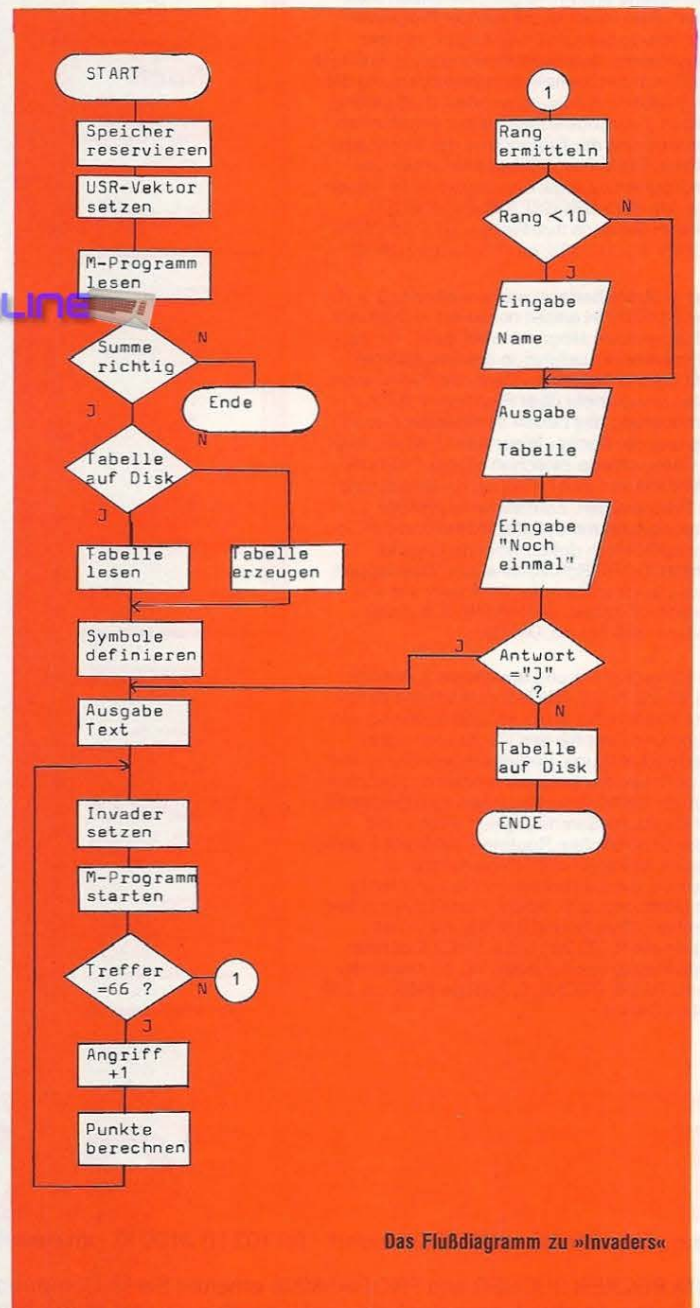 START
Speicher
reservieren
USR-Vektor
setzen
M-Programm
lesen
LINE
Summe
richtig
N
J
Ende
Tabelle
auf Disk
N
J
Tabelle
lesen
Tabelle
erzeugen
Symbole
definieren
Ausgabe
Text
Invader
setzen
M-Programm
starten
Treffer
=66 ?
N
1
J
Angriff
+1
Punkte
berechnen
1
Rang
ermitteln
Rang <10
N
J
Eingabe
Name
Ausgabe
Tabelle
Eingabe
"Noch
einmal"
Antwort
="J"
?
J
N
Tabelle
auf Disk
ENDE
Das Flußdiagramm zu »Invaders«